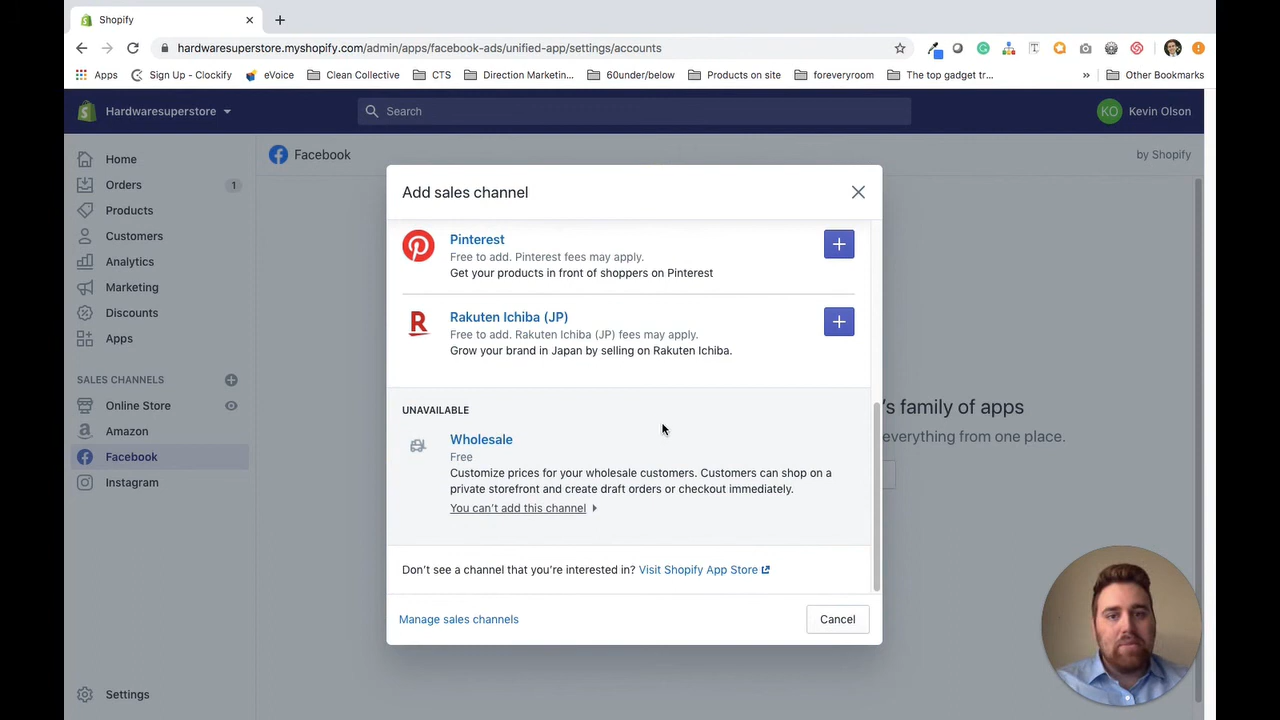 Shopify
hardwaresuperstore.myshopify.com/admin/apps/facebook-ads/unified-app/settings/accounts
Apps
Sign Up - Clockify
eVoice
Clean Collective
CTS
Direction Marketin...
60under/below
Products on site
foreveryroom
The top gadget tr...
»
Other Bookmarks
Hardwaresuperstore
Search
KO
Kevin Olson
Home
Orders
1
Products
Customers
Analytics
Marketing
Discounts
Apps
SALES CHANNELS
Online Store
Amazon
Facebook
Instagram
Settings
Facebook
by Shopify
's family of apps
everything from one place.
Add sales channel
Pinterest
Free to add. Pinterest fees may apply.
Get your products in front of shoppers on Pinterest
Rakuten Ichiba (JP)
Free to add. Rakuten Ichiba (JP) fees may apply.
Grow your brand in Japan by selling on Rakuten Ichiba.
UNAVAILABLE
Wholesale
Free
Customize prices for your wholesale customers. Customers can shop on a
private storefront and create draft orders or checkout immediately.
You can't add this channel
Don't see a channel that you're interested in? Visit Shopify App Store
Manage sales channels
Cancel